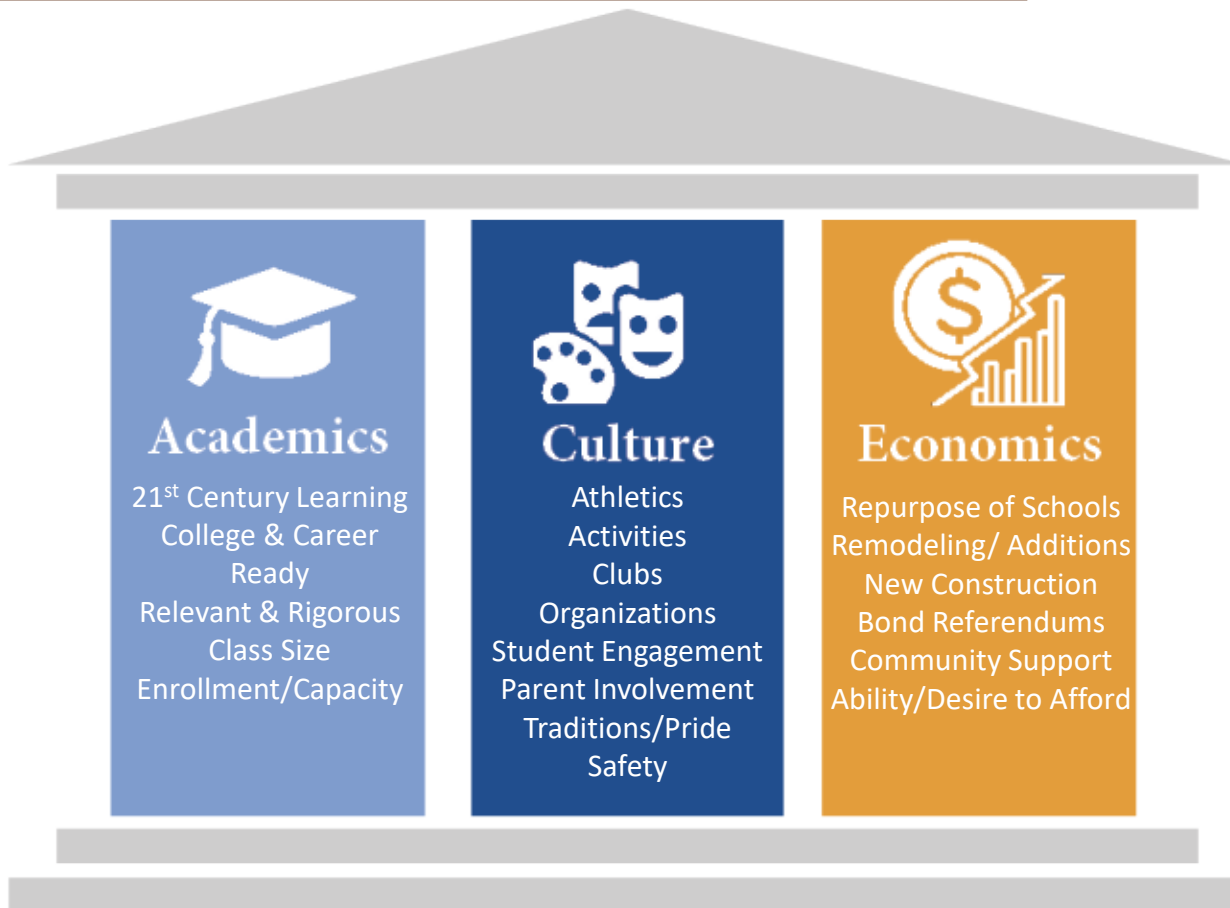 Academics
21st Century Learning
College & Career
Ready
Relevant & Rigorous
Class Size
Enrollment/Capacity
Culture
Athletics
Activities
Clubs
Organizations
Student Engagement
Parent Involvement
Traditions/Pride
Safety
$
Economics
Repurpose of Schools
Remodeling/ Additions
New Construction
Bond Referendums
Community Support
Ability/Desire to Afford